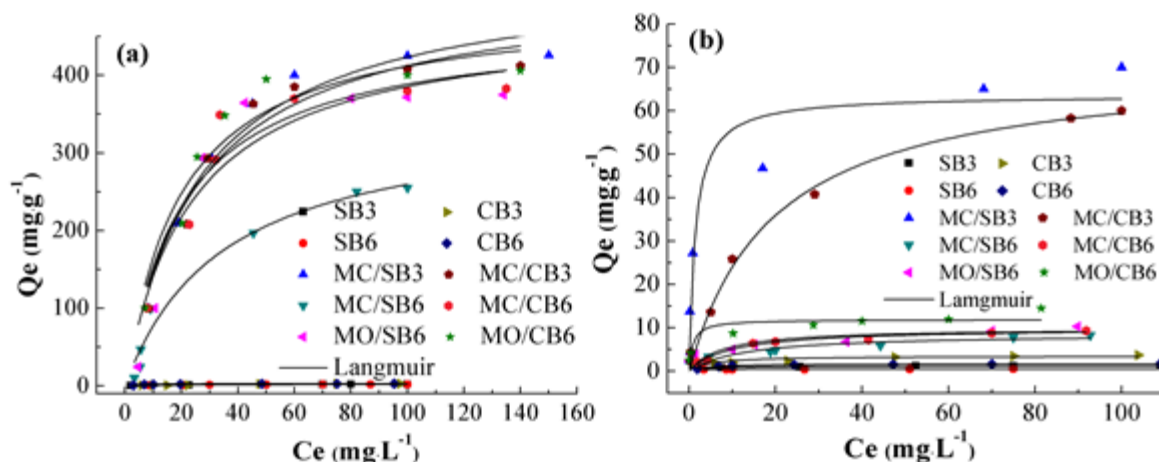 (a)
Qe (mg·g-1)
400
300
200
100
0
SB3 CB3
SB6 CB6
MC/SB3 MC/CB3
MC/SB6 MC/CB6
MO/SB6 MO/CB6
Langmuir
0 20 40 60 80 100 120 140 160
Ce (mg·L-1)
(b)
Qe (mg·g-1)
80
70
60
50
40
30
20
10
0
SB3 CB3
SB6 CB6
MC/SB3 MC/CB3
MC/SB6 MC/CB6
MO/SB6 MO/CB6
Langmuir
0 20 40 60 80 100
Ce (mg·L-1)